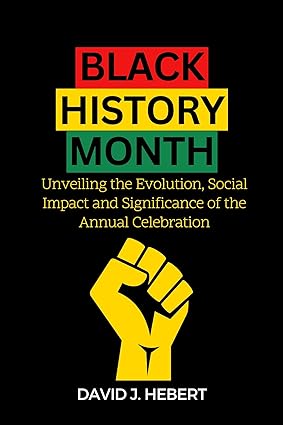 BLACK
HISTORY
MONTH
Unveiling the Evolution, Social
Impact and Significance of the
Annual Celebration
DAVID J. HEBERT